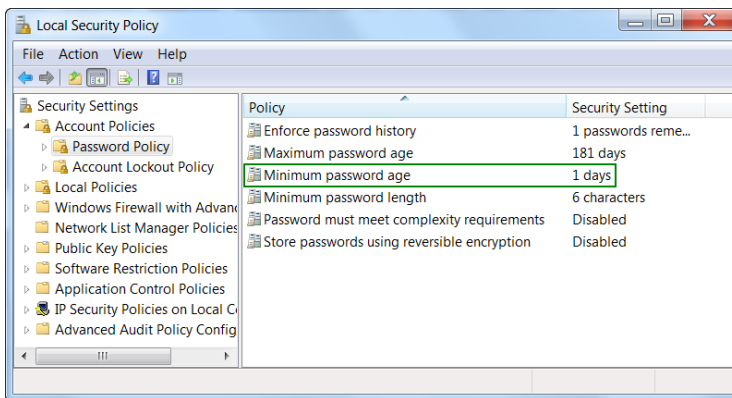 Local Security Policy
File Action View Help
Security Settings
Account Policies
Password Policy
Account Lockout Policy
Local Policies
Windows Firewall with Advan
Network List Manager Policies
Public Key Policies
Software Restriction Policies
Application Control Policies
IP Security Policies on Local C
Advanced Audit Policy Config
Policy Security Setting
Enforce password history 1 passwords reme...
Maximum password age 181 days
Minimum password age 1 days
Minimum password length 6 characters
Password must meet complexity requirements Disabled
Store passwords using reversible encryption Disabled